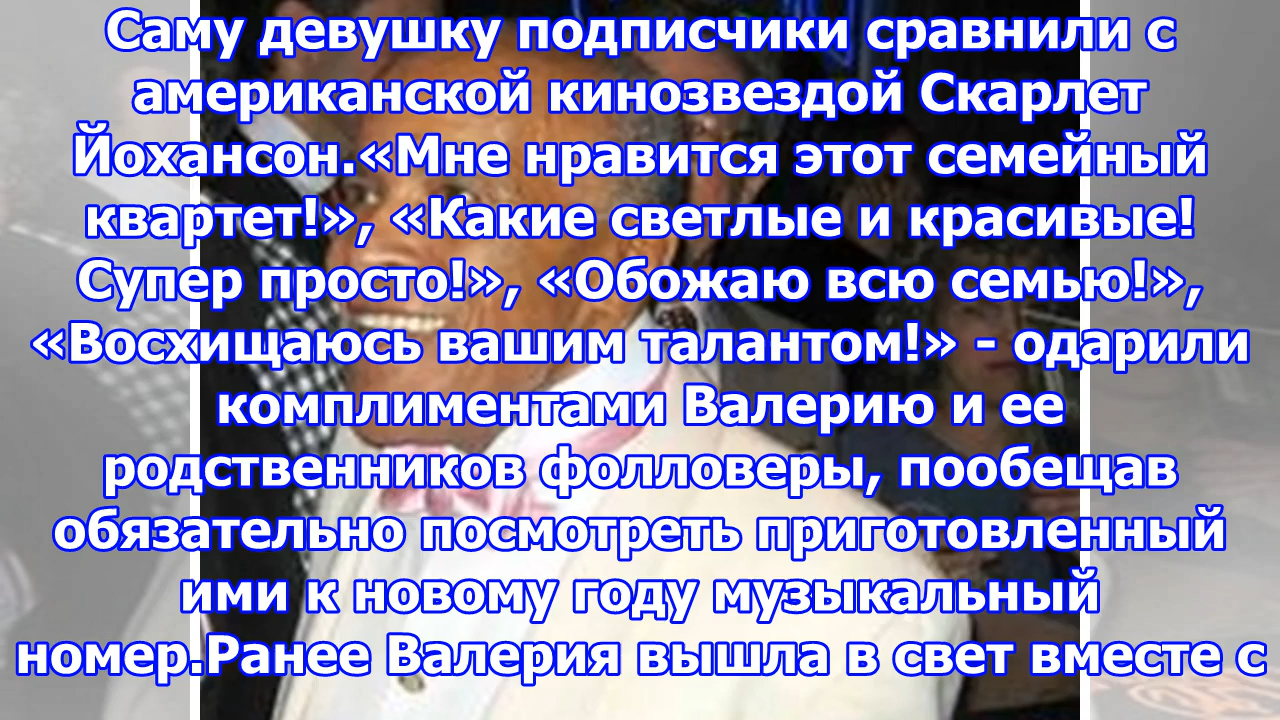 Саму девушку подписчики сравнили с
американской кинозвездой Скарлет
Йохансон.«Мне нравится этот семейный
квартет!», «Какие светлые и красивые!
Супер просто!», «Обожаю всю семью!»,
«Восхищаюсь вашим талантом!» - одарили
комплиментами Валерию и ее
родственников фолловеры, пообещав
обязательно посмотреть приготовленный
ими к новому году музыкальный
номер.Ранее Валерия вышла в свет вместе с